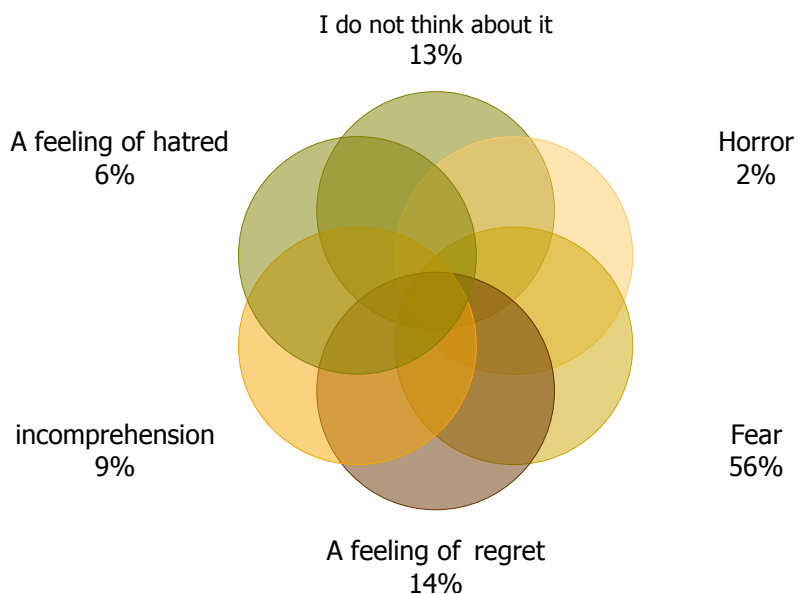 I do not think about it
13%
A feeling of hatred
6%
Horror
2%
incomprehension
9%
Fear
56%
A feeling of regret
14%